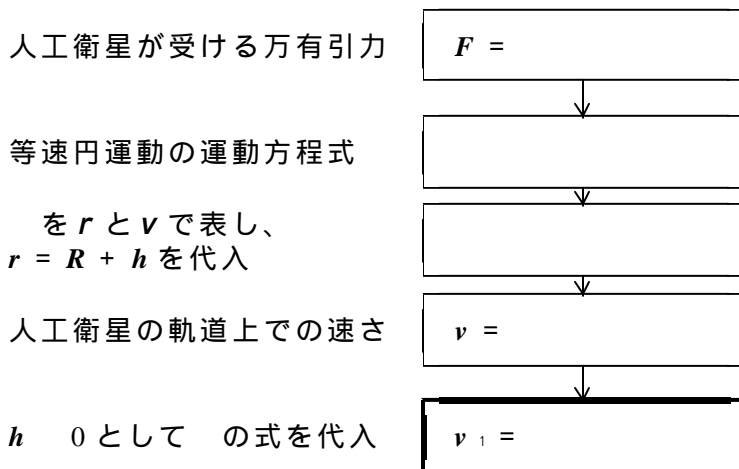 人工衛星が受ける万有引力
F =
等速円運動の運動方程式
を r と v で表し、
r = R + h を代入
人工衛星の軌道上での速さ
v =
h 0 として の式を代入
v 1 =